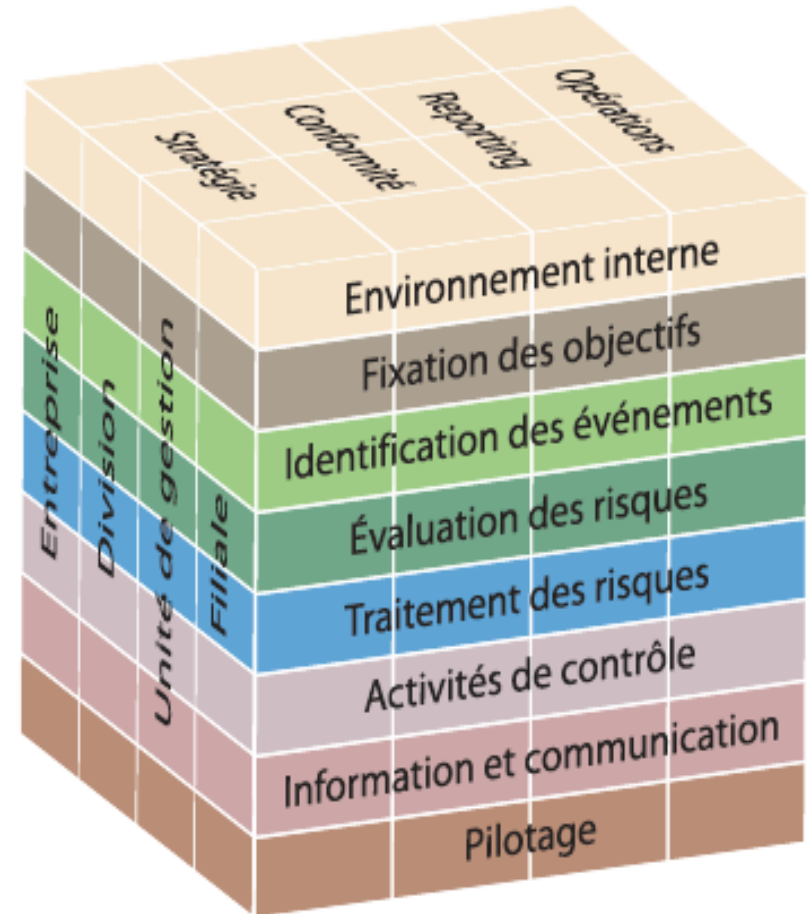 Stratégie
Conformité
Reporting
Opérations
Environnement interne
Fixation des objectifs
Identification des événements
Évaluation des risques
Traitement des risques
Activités de contrôle
Information et communication
Pilotage
Entreprise
Division
Unité de gestion
Filiale